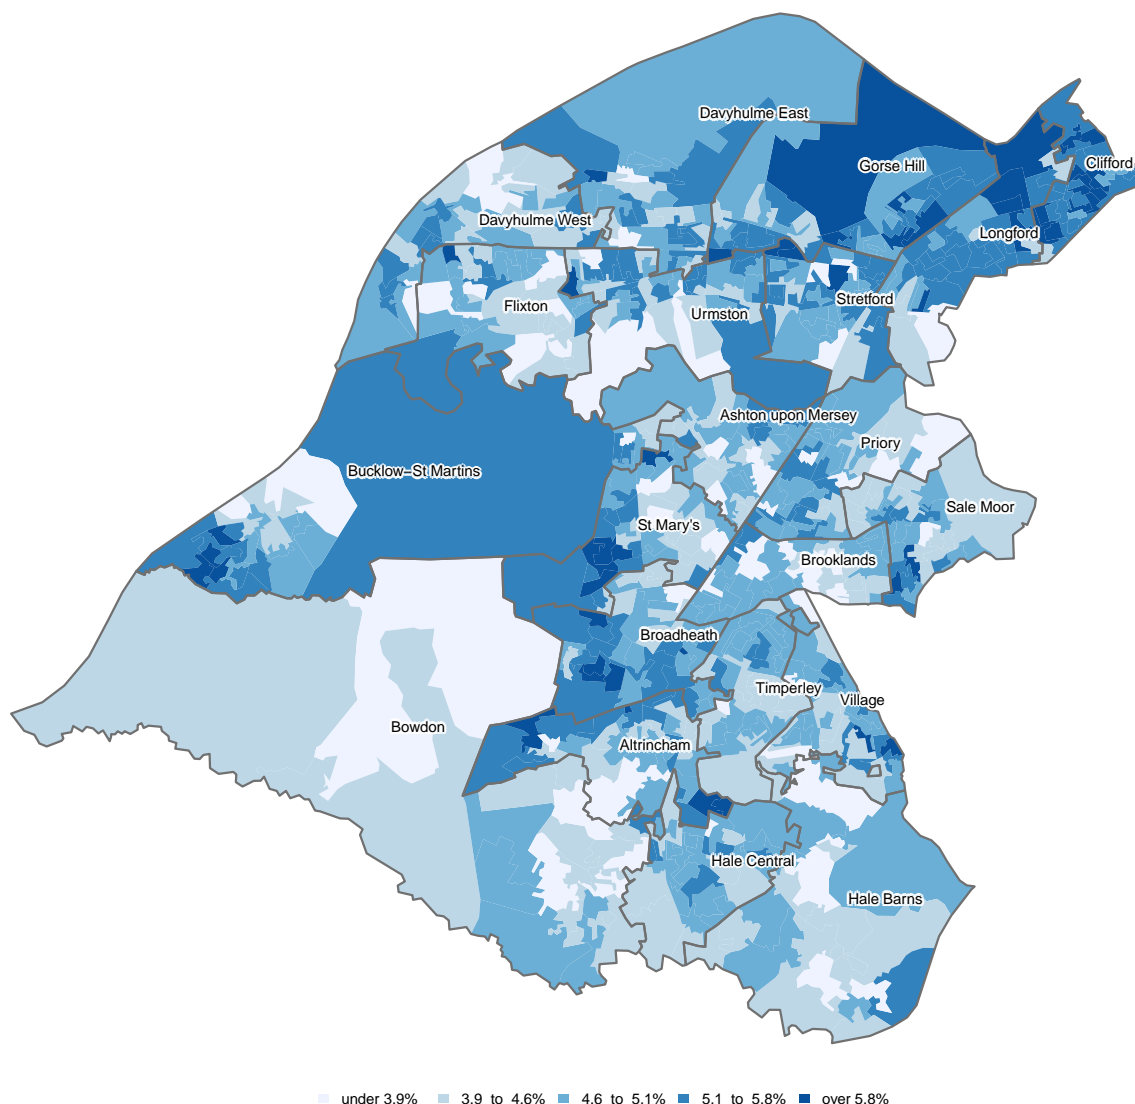 Davyhulme East
Gorse Hill
Clifford
Davyhulme West
Longford
Stretford
Flixton
Urmston
Ashton upon Mersey
Priory
Bucklow–St Martins
Sale Moor
St Mary's
Brooklands
Broadheath
Timperley
Village
Bowdon
Altrincham
Hale Central
Hale Barns
under 3.9% 3.9 to 4.6% 4.6 to 5.1% 5.1 to 5.8% over 5.8%